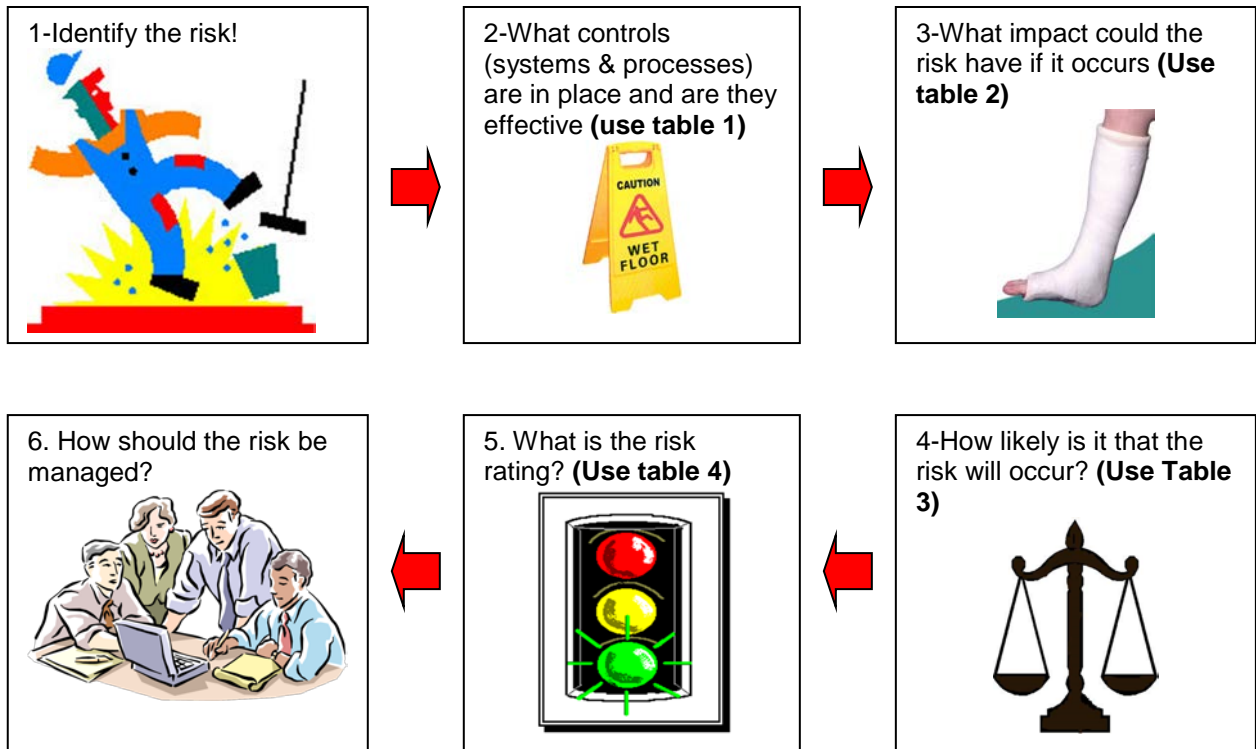 1-Identify the risk!
2-What controls
(systems & processes)
are in place and are they
effective (use table 1)
CAUTION
WET
FLOOR
3-What impact could the
risk have if it occurs (Use
table 2)
4-How likely is it that the
risk will occur? (Use Table
3)
5. What is the risk
rating? (Use table 4)
6. How should the risk be
managed?